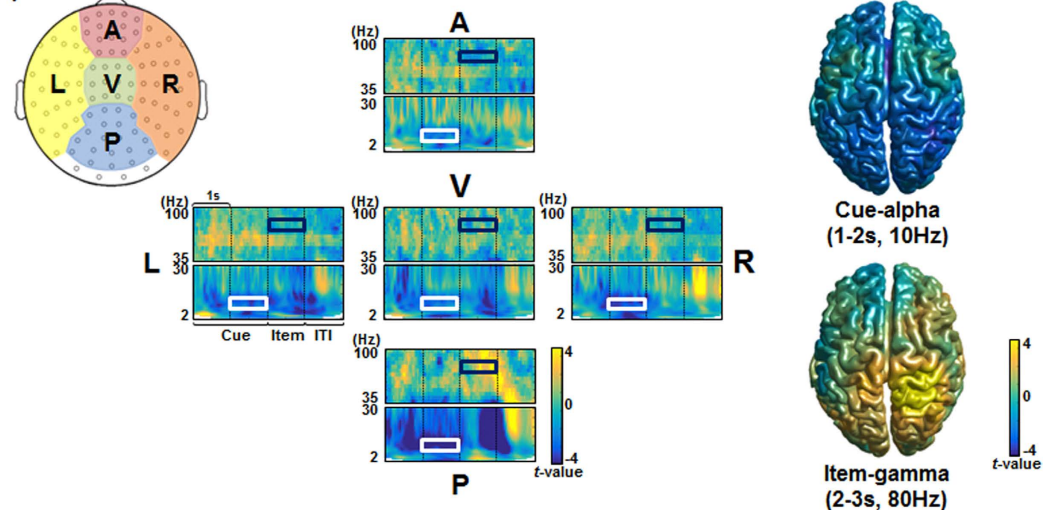 A
L
V
R
P
A
(Hz)
100
35
30
2
1s
(Hz)
100
35
30
2
L
Cue
Item
ITI
V
(Hz)
100
35
30
2
(Hz)
100
35
30
2
R
(Hz)
100
35
30
2
P
4
0
-4
t-value
Cue-alpha
(1-2s, 10Hz)
Item-gamma
(2-3s, 80Hz)
4
0
-4
t-value